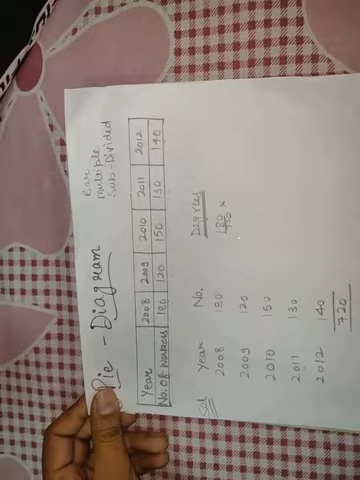 Pie - Diagram
Bar
multiple
Sub-Divided
Year 2008 2009 2010 2011 2012
No. of Workers 180 120 150 130 140
Sol
Year No. Degrees
2008 180 180 ×
2009 120
2010 150
2011 130
2012 140
720